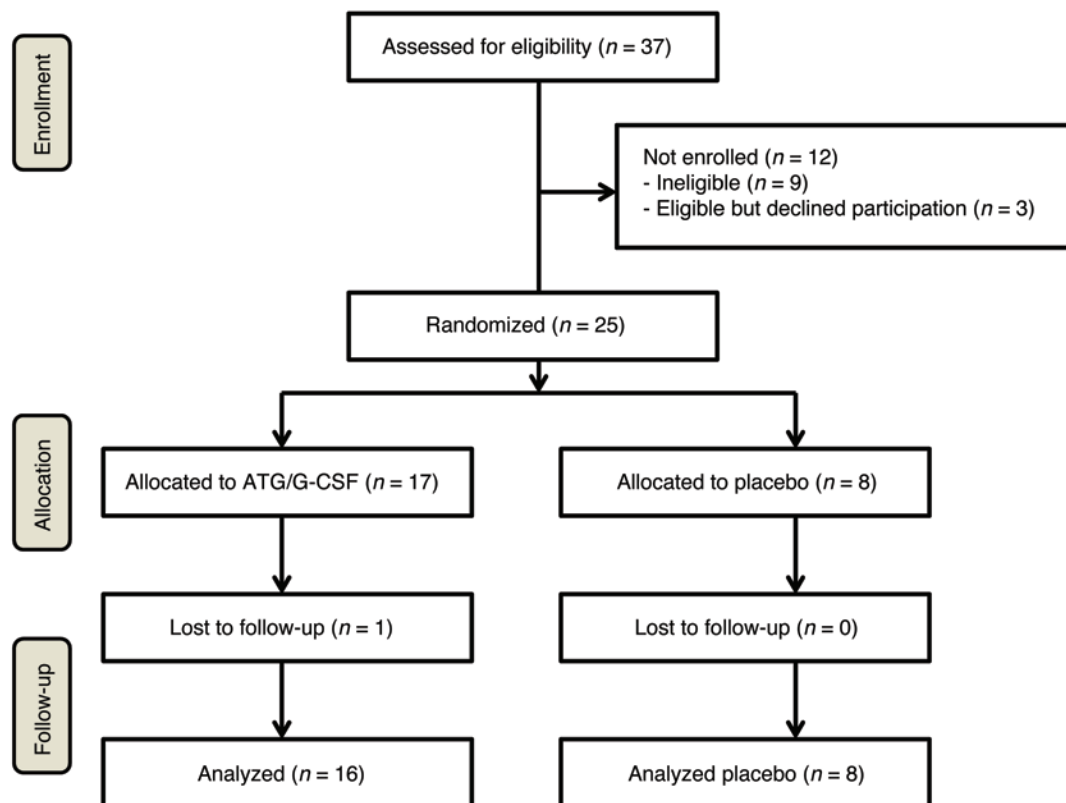 Enrollment
Assessed for eligibility (n = 37)
Not enrolled (n = 12)
- Ineligible (n = 9)
- Eligible but declined participation (n = 3)
Randomized (n = 25)
Allocation
Allocated to ATG/G-CSF (n = 17)
Allocated to placebo (n = 8)
Follow-up
Lost to follow-up (n = 1)
Lost to follow-up (n = 0)
Analyzed (n = 16)
Analyzed placebo (n = 8)